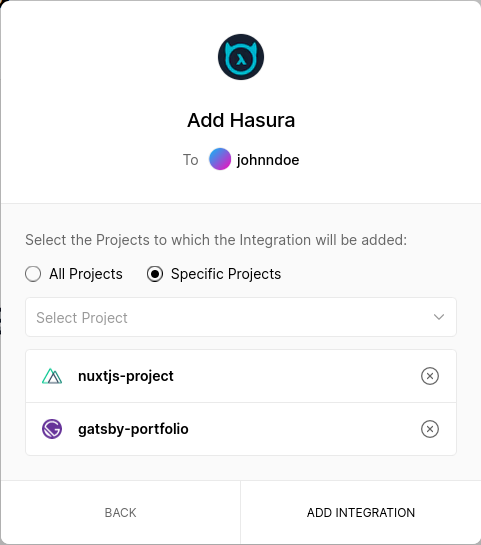 Add Hasura
To johnndoe
Select the Projects to which the Integration will be added:
All Projects Specific Projects
Select Project
nuxtjs-project
gatsby-portfolio
BACK ADD INTEGRATION